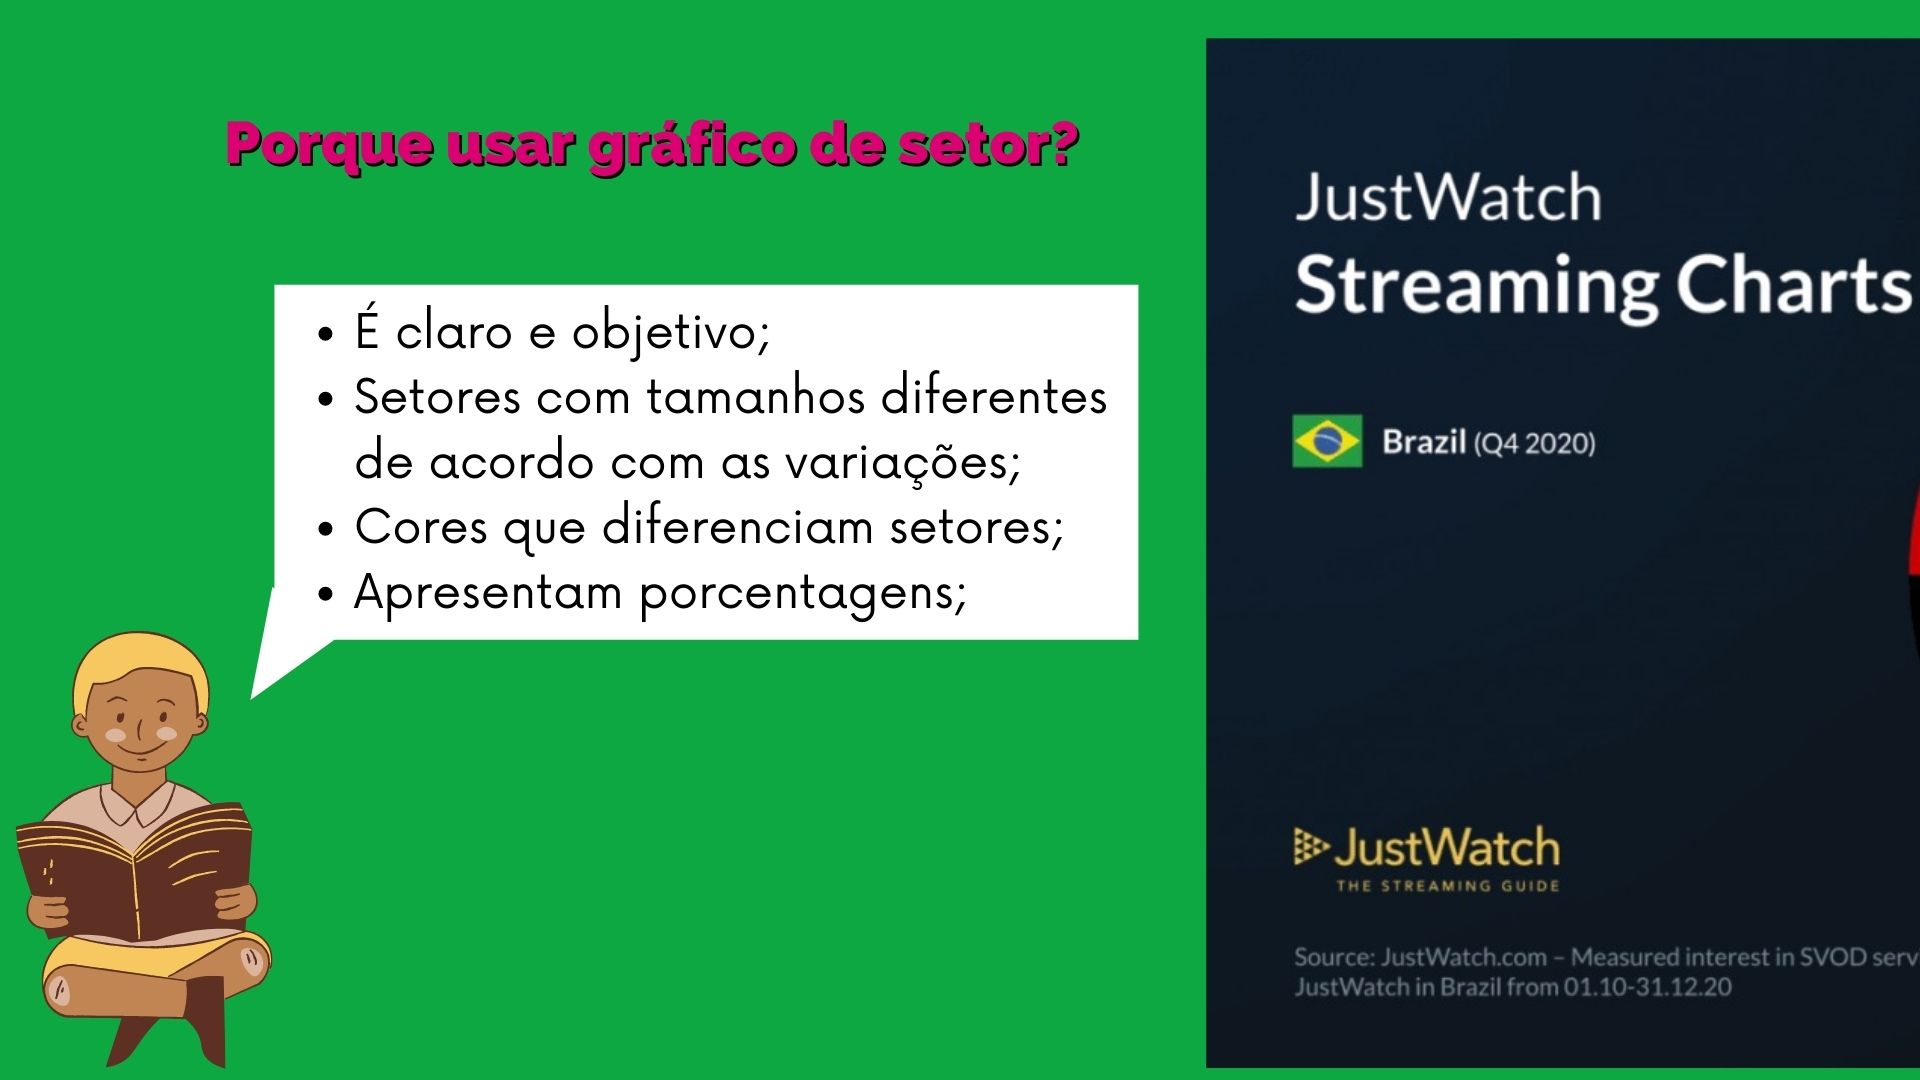 Porque usar gráfico de setor?
• É claro e objetivo;
• Setores com tamanhos diferentes
de acordo com as variações;
• Cores que diferenciam setores;
• Apresentam porcentagens;
JustWatch
Streaming Charts
Brazil (Q4 2020)
JustWatch
THE STREAMING GUIDE
Source: JustWatch.com – Measured interest in SVOD serv
JustWatch in Brazil from 01.10-31.12.20